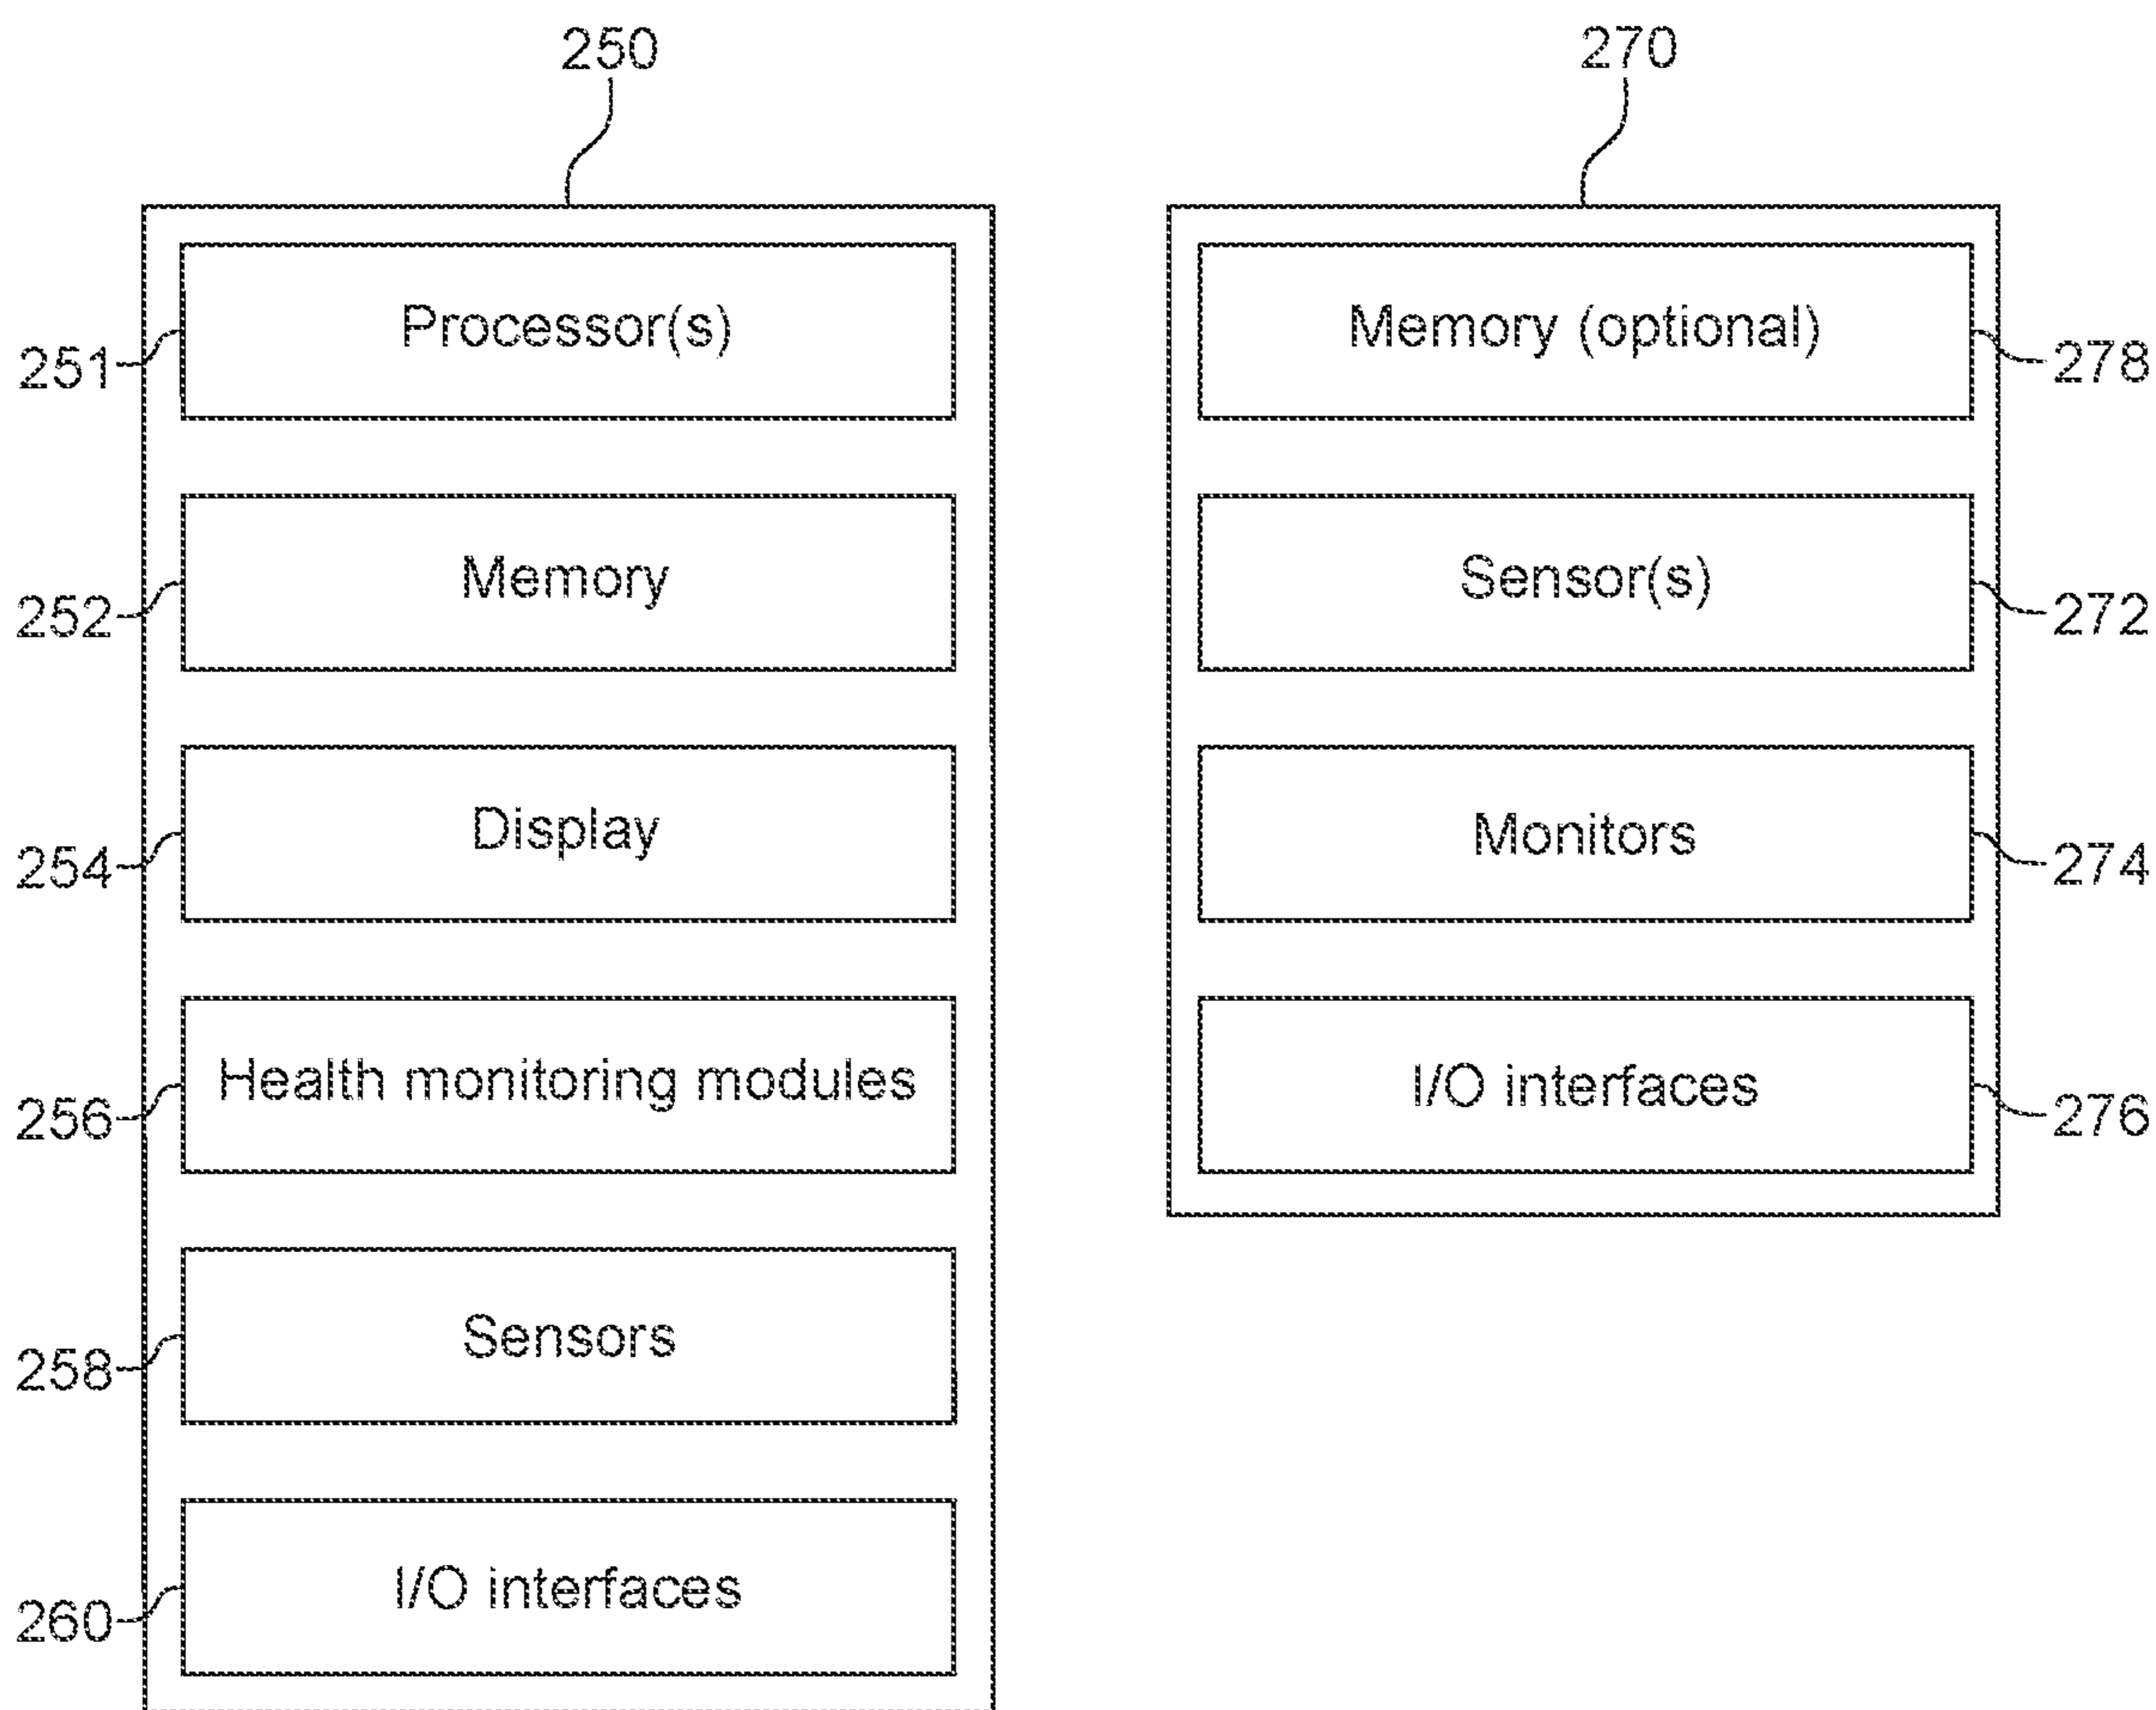 250
Processor(s)
251
Memory
252
Display
254
Health monitoring modules
256
Sensors
258
I/O interfaces
260
270
Memory (optional)
278
Sensor(s)
272
Monitors
274
I/O interfaces
276